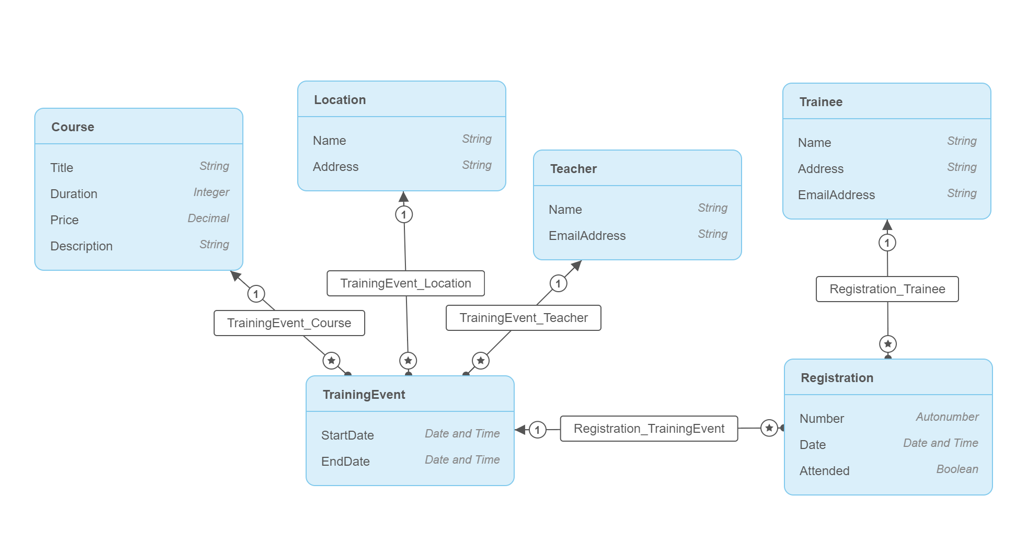 Course
Title String
Duration Integer
Price Decimal
Description String
Location
Name String
Address String
Teacher
Name String
EmailAddress String
Trainee
Name String
Address String
EmailAddress String
1
TrainingEvent_Course
1
TrainingEvent_Location
1
TrainingEvent_Teacher
1
Registration_Trainee
TrainingEvent
StartDate Date and Time
EndDate Date and Time
1
Registration_TrainingEvent
Registration
Number Autonumber
Date Date and Time
Attended Boolean